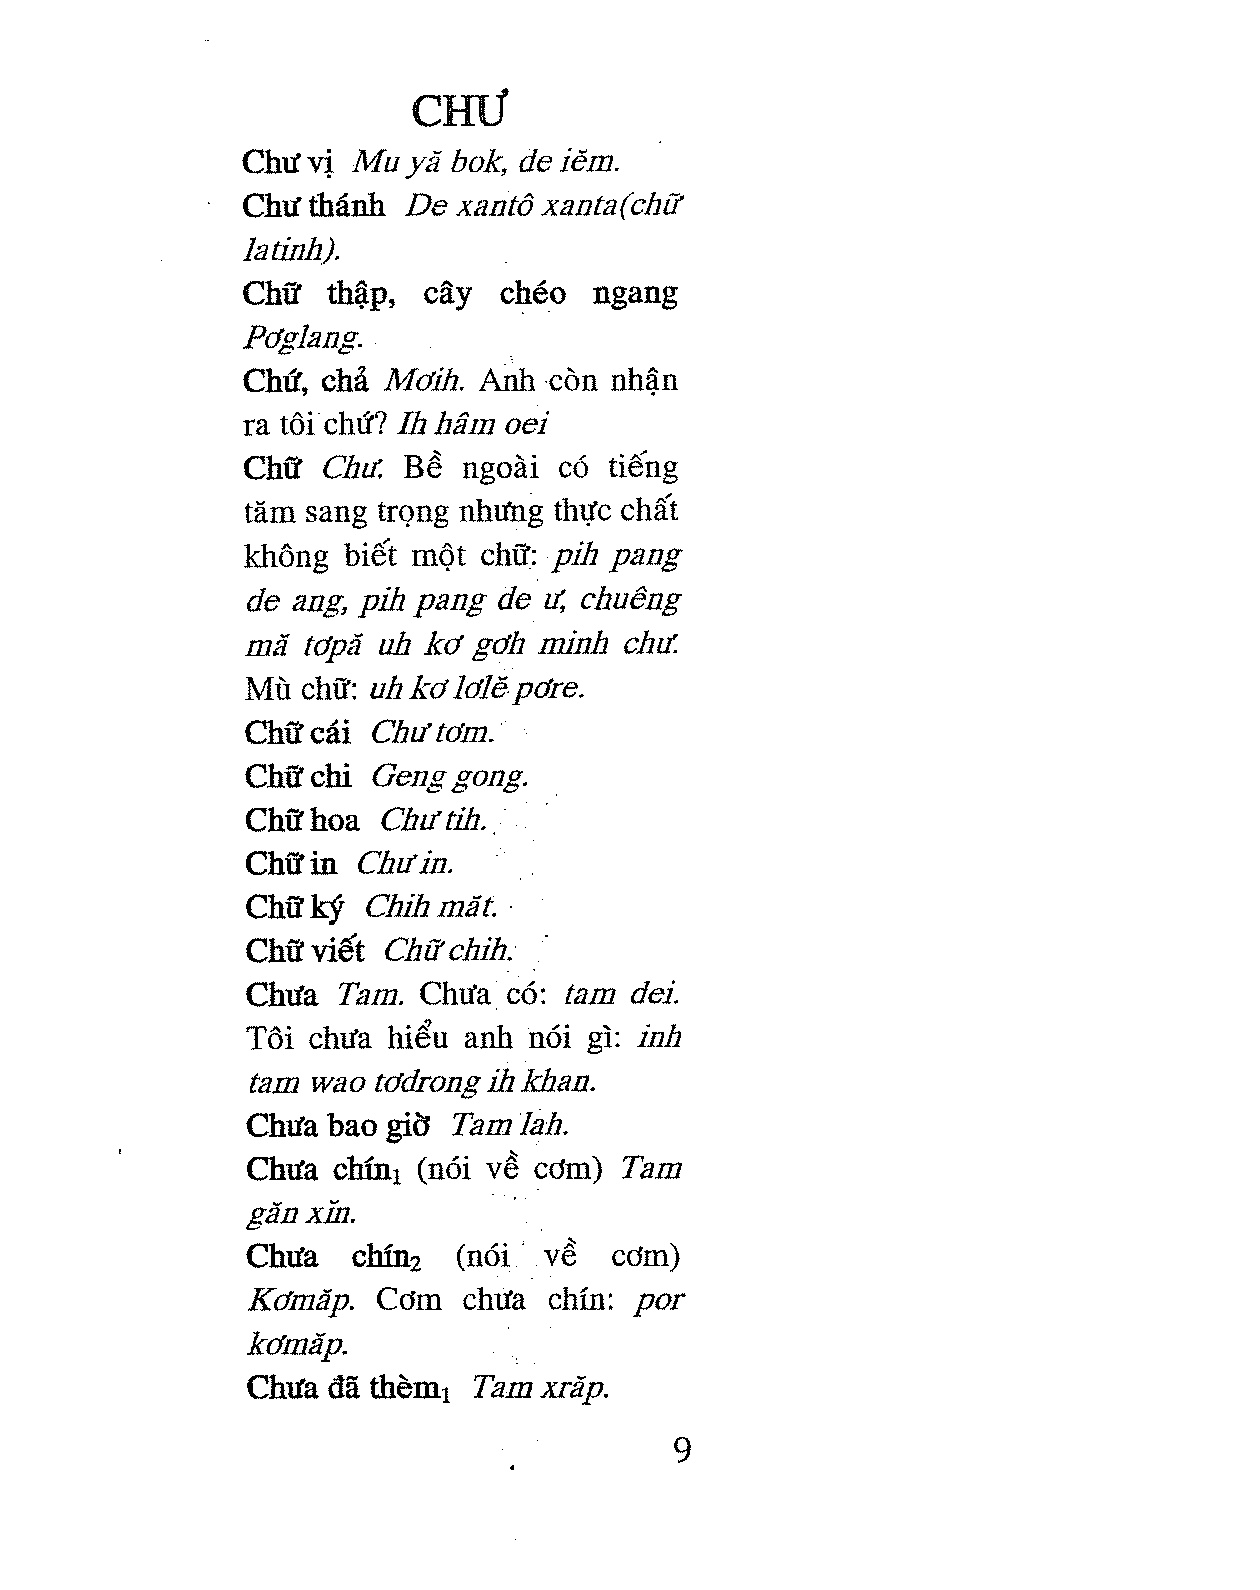 CHƯ
Chư vị Mu yă bok, de iĕm.
Chư thánh De xantô xanta(chữ
latinh).
Chữ thập, cây chéo ngang
Pơglang.
Chứ, chả Mơih. Anh còn nhận
ra tôi chứ? Ih hâm oei
Chữ Chư. Bề ngoài có tiếng
tăm sang trọng nhưng thực chất
không biết một chữ: pih pang
de ang, pih pang de ư, chuêng
mă tơpă uh kơ gơh minh chư.
Mù chữ: uh kơ lơlĕ pơre.
Chữ cái Chư tơm.
Chữ chi Geng gong.
Chữ hoa Chư tih.
Chữ in Chư in.
Chữ ký Chih măt.
Chữ viết Chữ chih.
Chưa Tam. Chưa có: tam dei.
Tôi chưa hiểu anh nói gì: inh
tam wao tơdrong ih khan.
Chưa bao giờ Tam lah.
Chưa chín₁ (nói về cơm) Tam
găn xĭn.
Chưa chín₂ (nói về cơm)
Kơmăp. Cơm chưa chín: por
kơmăp.
Chưa đã thèm₁ Tam xrăp.
9